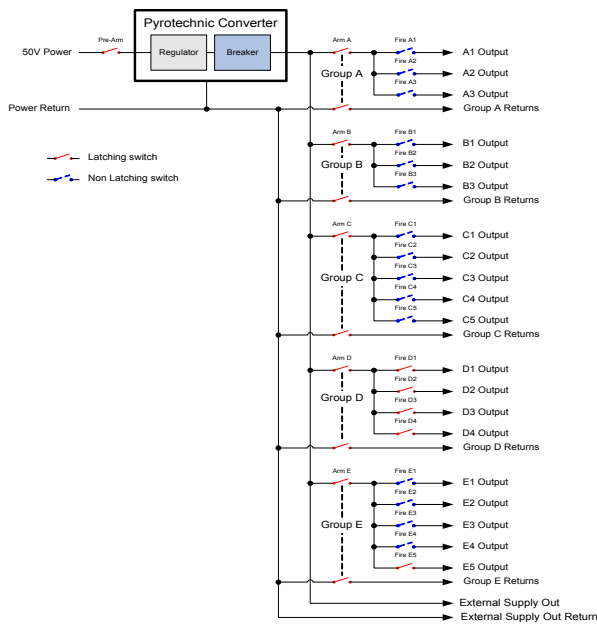 Pyrotechnic Converter
Pre-Arm
50V Power
Regulator
Breaker
Power Return
Latching switch
Non Latching switch
Arm A
Group A
Fire A1
A1 Output
Fire A2
A2 Output
Fire A3
A3 Output
Group A Returns
Arm B
Group B
Fire B1
B1 Output
Fire B2
B2 Output
Fire B3
B3 Output
Group B Returns
Arm C
Group C
Fire C1
C1 Output
Fire C2
C2 Output
Fire C3
C3 Output
Fire C4
C4 Output
Fire C5
C5 Output
Group C Returns
Arm D
Group D
Fire D1
D1 Output
Fire D2
D2 Output
Fire D3
D3 Output
Fire D4
D4 Output
Group D Returns
Arm E
Group E
Fire E1
E1 Output
Fire E2
E2 Output
Fire E3
E3 Output
Fire E4
E4 Output
Fire E5
E5 Output
Group E Returns
External Supply Out
External Supply Out Return